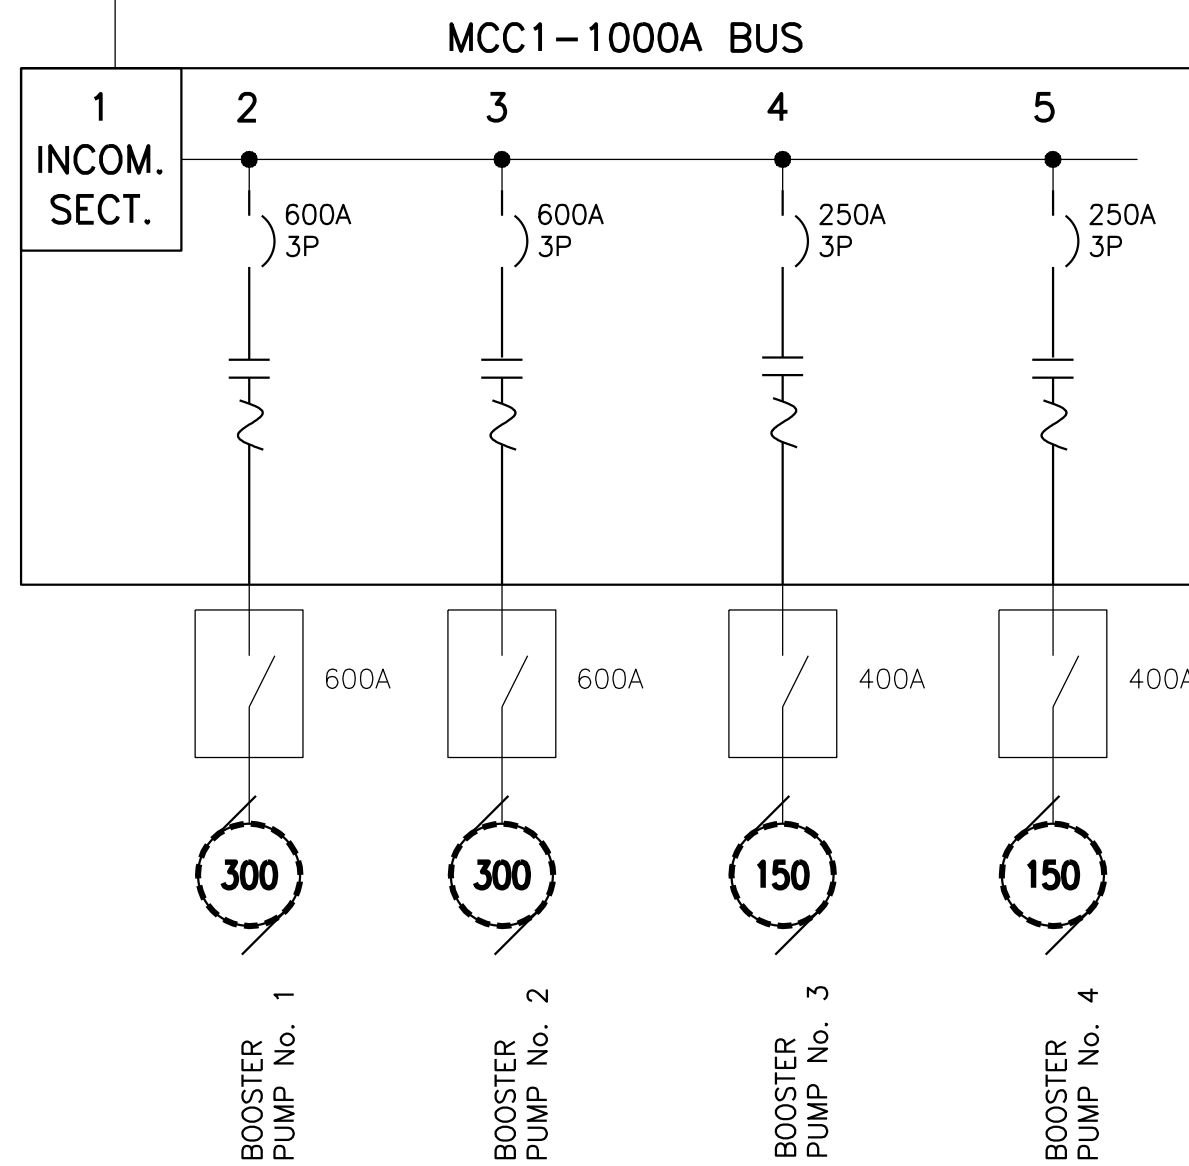 MCC1-1000A BUS
1
INCOM.
SECT.
2
3
4
5
600A
3P
600A
3P
250A
3P
250A
3P
600A
600A
400A
400A
300
300
150
150
BOOSTER
PUMP No. 1
BOOSTER
PUMP No. 2
BOOSTER
PUMP No. 3
BOOSTER
PUMP No. 4